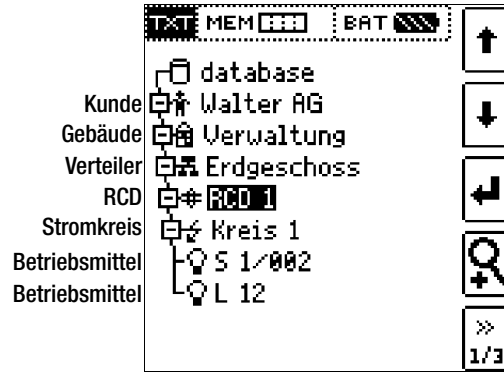 TXT MEM BAT
database
Kunde Walter AG
Gebäude Verwaltung
Verteiler Erdgeschoss
RCD RCD 1
Stromkreis Kreis 1
Betriebsmittel S 1/002
Betriebsmittel L 12
>>
1/3